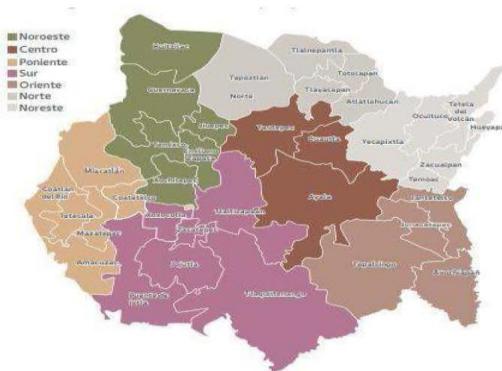 Noroeste
Centro
Poniente
Sur
Oriente
Norte
Noreste
Huitzilac
Cuernavaca
Jiutepec
Temixco
Emiliano
Zapata
Xochitepec
Tepoztlán
Norte
Tlalnepantla
Totolapan
Tlayacapan
Atlatlahucan
Tetela
del
Volcán
Ocuituco
Hueyapan
Yecapixtla
Zacualpan
Temoac
Yautepec
Cuautla
Ayala
Miacatlán
Coatlán
del Río
Coatetelco
Tetecala
Mazatepec
Amacuzac
Tlaltizapán
Jojutla
Puente de
Ixtla
Tlaquiltenango
Tepalcingo
Axochiapan